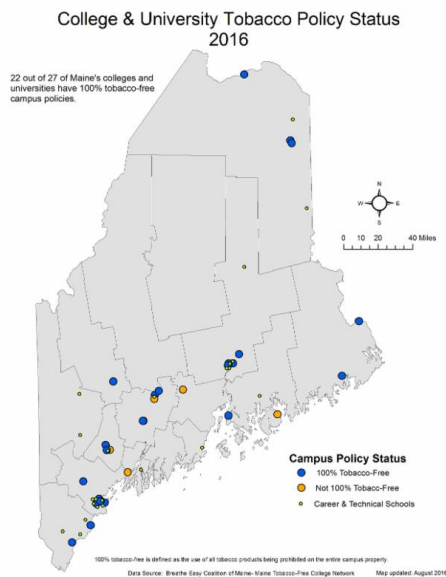 College & University Tobacco Policy Status
2016
22 out of 27 of Maine's colleges and
universities have 100% tobacco-free
campus policies.
N
W E
S
0 10 20 40 Miles
Campus Policy Status
100% Tobacco-Free
Not 100% Tobacc-Free
Career & Technical Schools
100% tobacco-free is defined as the use of all tobacco products being prohibited on the entire campus property.
Data Source: Breathe Easy Coalition of Maine- Maine Tobacco-Free College Network Map updated: August 2016